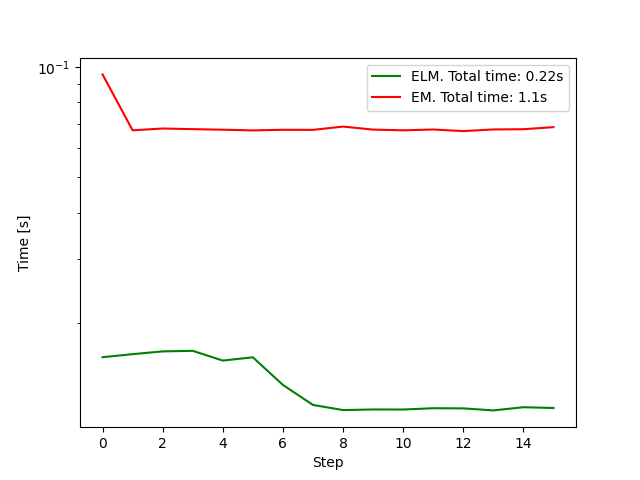 10⁻¹
ELM. Total time: 0.22s
EM. Total time: 1.1s
Time [s]
0 2 4 6 8 10 12 14
Step